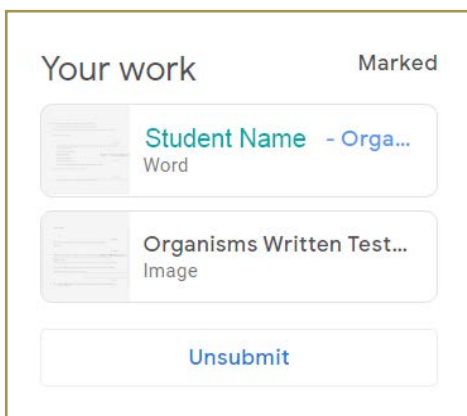 Your work Marked
Student Name - Orga...
Word
Organisms Written Test...
Image
Unsubmit